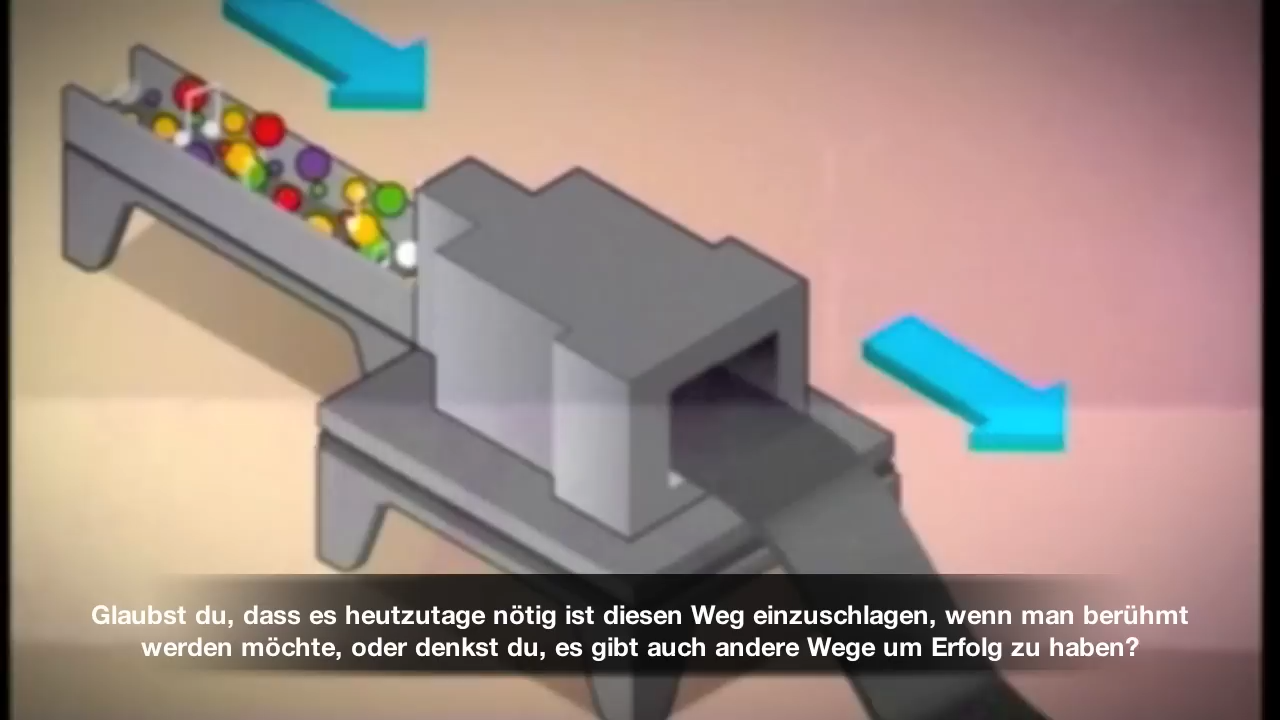 Glaubst du, dass es heutzutage nötig ist diesen Weg einzuschlagen, wenn man berühmt
werden möchte, oder denkst du, es gibt auch andere Wege um Erfolg zu haben?